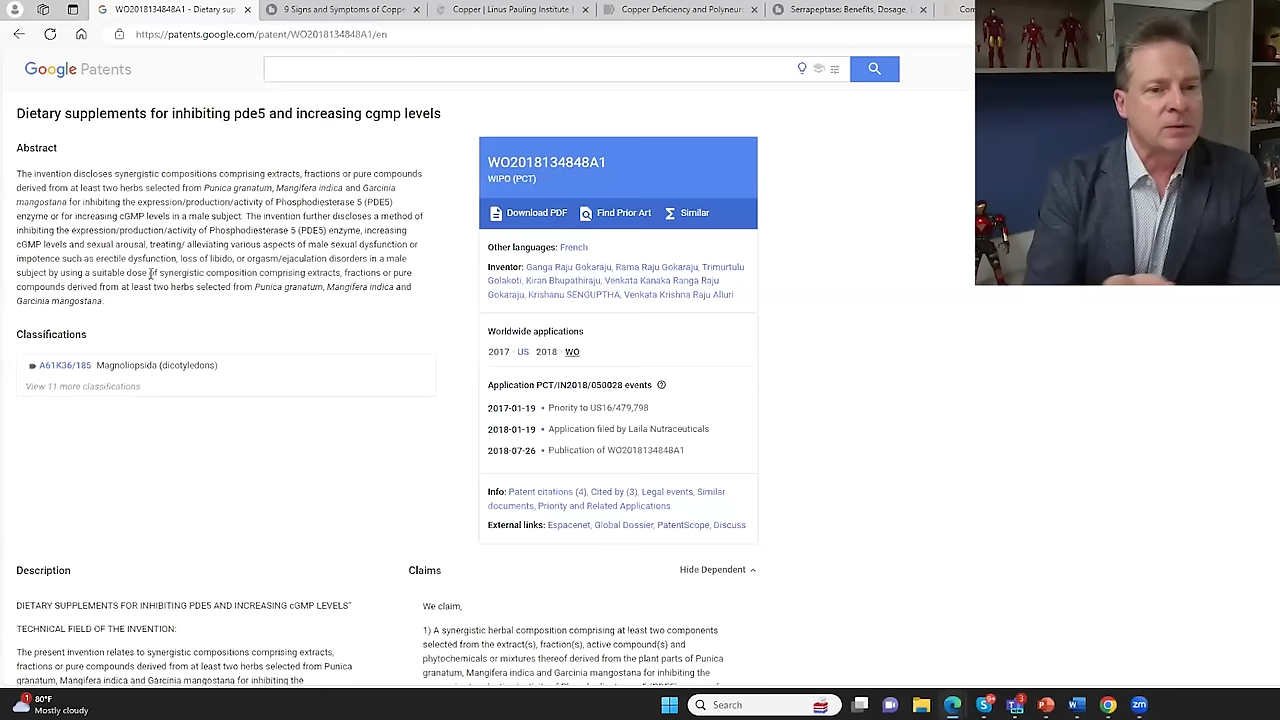 WO2018134848A1 - Dietary sup
9 Signs and Symptoms of Coppe
Copper | Linus Pauling Institute |
Copper Deficiency and Polyneur
Serrapeptase: Benefits, Dosage,
Con
https://patents.google.com/patent/WO2018134848A1/en
Google Patents
Dietary supplements for inhibiting pde5 and increasing cgmp levels
Abstract
The invention discloses synergistic compositions comprising extracts, fractions or pure compounds
derived from at least two herbs selected from Punica granatum, Mangifera indica and Garcinia
mangostana for inhibiting the expression/production/activity of Phosphodiesterase 5 (PDE5)
enzyme or for increasing cGMP levels in a male subject. The invention further discloses a method of
inhibiting the expression/production/activity of Phosphodiesterase 5 (PDE5) enzyme, increasing
cGMP levels and sexual arousal, treating/ alleviating various aspects of male sexual dysfunction or
impotence such as erectile dysfunction, loss of libido, or orgasm/ejaculation disorders in a male
subject by using a suitable dose of synergistic composition comprising extracts, fractions or pure
compounds derived from at least two herbs selected from Punica granatum, Mangifera indica and
Garcinia mangostana.
Classifications
A61K36/185 Magnoliopsida (dicotyledons)
View 11 more classifications
WO2018134848A1
WIPO (PCT)
Download PDF Find Prior Art Similar
Other languages: French
Inventor: Ganga Raju Gokaraju, Rama Raju Gokaraju, Trimurtulu
Golakoti, Kiran Bhupathiraju, Venkata Kanaka Ranga Raju
Gokaraju, Krishanu SENGUPTHA, Venkata Krishna Raju Alluri
Worldwide applications
2017 · US 2018 · WO
Application PCT/IN2018/050028 events
2017-01-19 • Priority to US16/479,798
2018-01-19 • Application filed by Laila Nutraceuticals
2018-07-26 • Publication of WO2018134848A1
Info: Patent citations (4), Cited by (3), Legal events, Similar
documents, Priority and Related Applications
External links: Espacenet, Global Dossier, PatentScope, Discuss
Description
DIETARY SUPPLEMENTS FOR INHIBITING PDE5 AND INCREASING cGMP LEVELS"
TECHNICAL FIELD OF THE INVENTION:
The present invention relates to synergistic compositions comprising extracts,
fractions or pure compounds derived from at least two herbs selected from Punica
granatum, Mangifera indica and Garcinia mangostana for inhibiting the
Claims
Hide Dependent
We claim,
1) A synergistic herbal composition comprising at least two components
selected from the extract(s), fraction(s), active compound(s) and
phytochemicals or mixtures thereof derived from the plant parts of Punica
granatum, Mangifera indica and Garcinia mangostana for inhibiting the
1
80°F
Mostly cloudy
Search
9+
3
zm